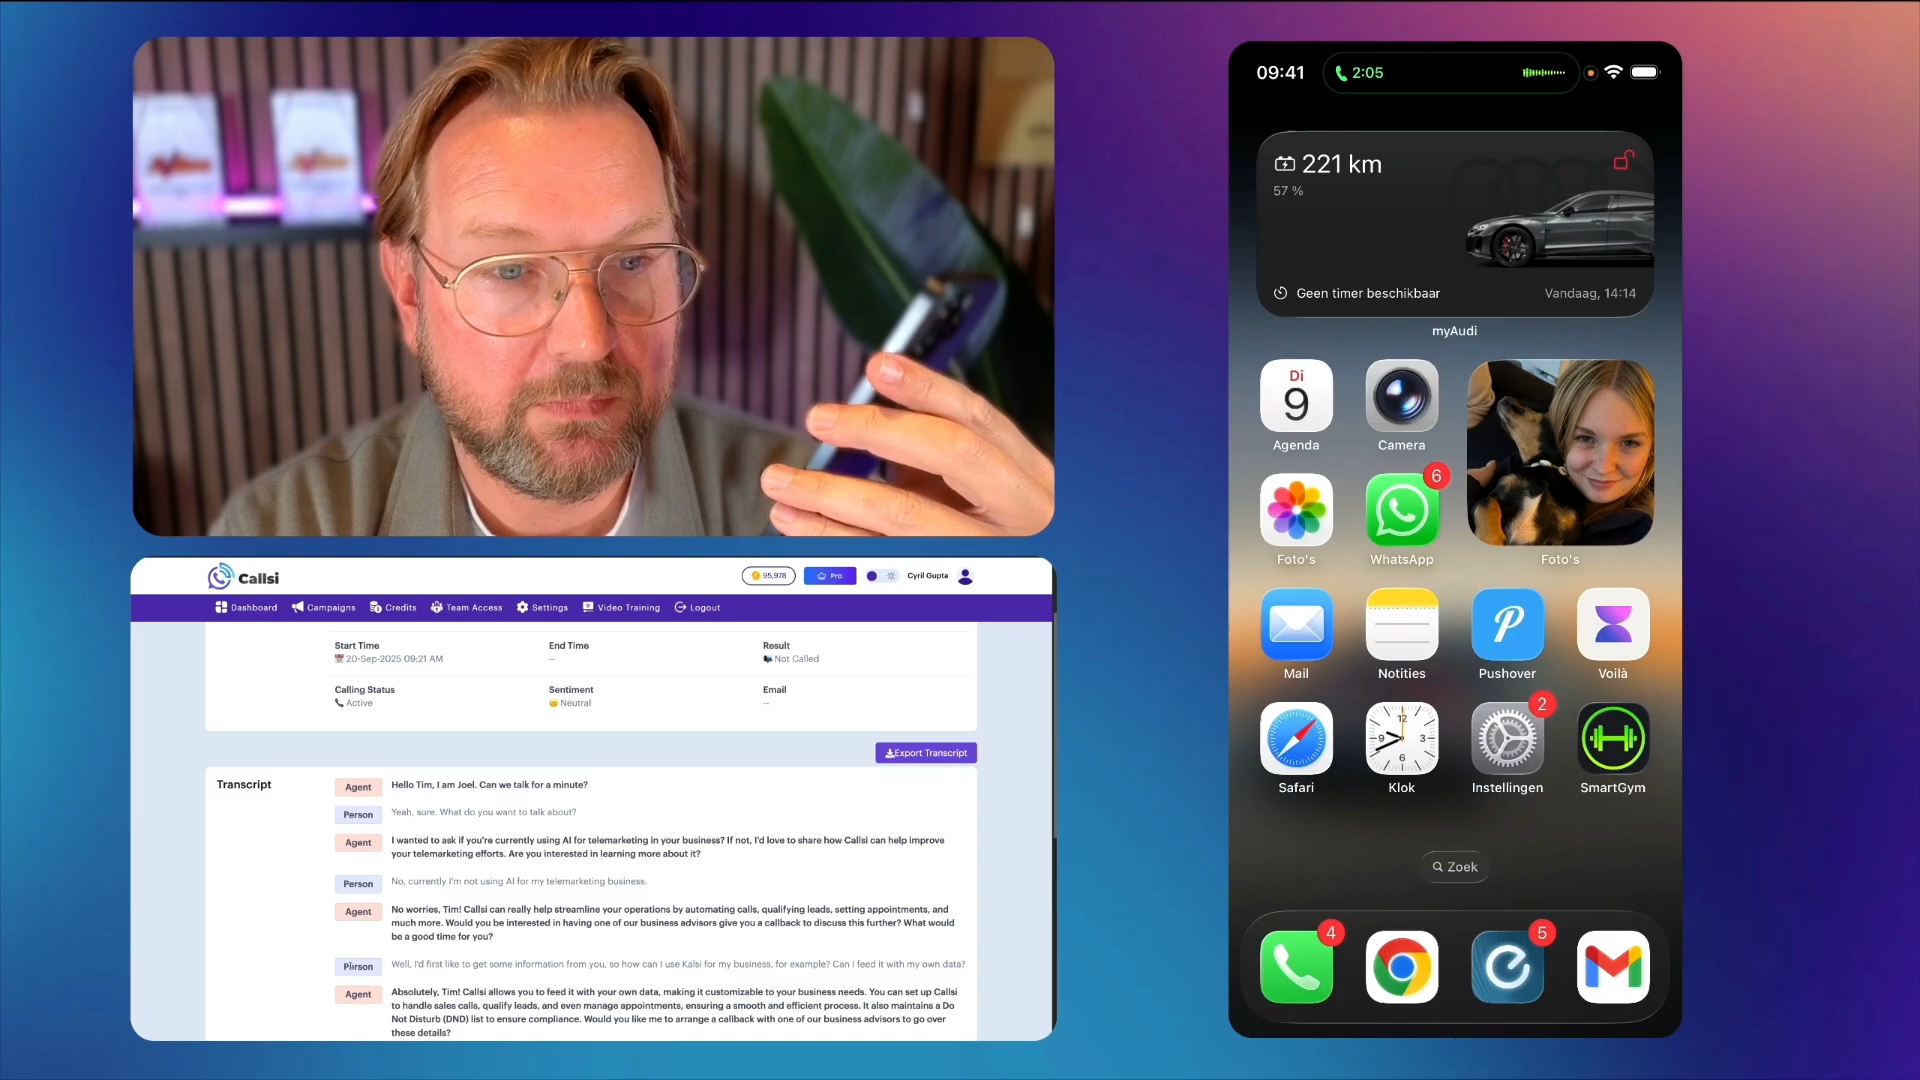 09:41
2:05
221 km
57 %
Geen timer beschikbaar
Vandaag, 14:14
myAudi
Di
9
Agenda
Camera
Foto's
6
WhatsApp
Foto's
Mail
Notities
Pushover
Voilà
Safari
12
3
6
9
Klok
2
Instellingen
SmartGym
Zoek
4
5
Callsi
95,978
Pro
Cyril Gupta
Dashboard
Campaigns
Credits
Team Access
Settings
Video Training
Logout
Start Time
20-Sep-2025 09:21 AM
End Time
--
Result
Not Called
Calling Status
Active
Sentiment
Neutral
Email
--
Export Transcript
Transcript
Agent
Hello Tim, I am Joel. Can we talk for a minute?
Person
Yeah, sure. What do you want to talk about?
Agent
I wanted to ask if you're currently using AI for telemarketing in your business? If not, I'd love to share how Callsi can help improve
your telemarketing efforts. Are you interested in learning more about it?
Person
No, currently I'm not using AI for my telemarketing business.
Agent
No worries, Tim! Callsi can really help streamline your operations by automating calls, qualifying leads, setting appointments, and
much more. Would you be interested in having one of our business advisors give you a callback to discuss this further? What would
be a good time for you?
Person
Well, I'd first like to get some information from you, so how can I use Kalsi for my business, for example? Can I feed it with my own data?
Agent
Absolutely, Tim! Callsi allows you to feed it with your own data, making it customizable to your business needs. You can set up Callsi
to handle sales calls, qualify leads, and even manage appointments, ensuring a smooth and efficient process. It also maintains a Do
Not Disturb (DND) list to ensure compliance. Would you like me to arrange a callback with one of our business advisors to go over
these details?